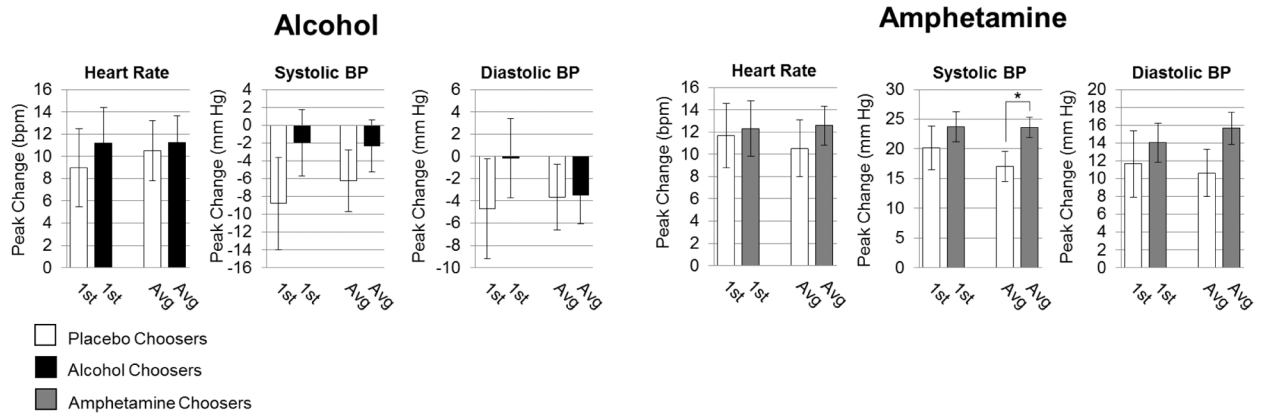 Alcohol
Heart Rate
Peak Change (bpm)
16
14
12
10
8
6
4
2
0
1st 1st Avg Avg
Systolic BP
Peak Change (mm Hg)
4
2
0
-2
-4
-6
-8
-10
-12
-14
-16
1st 1st Avg Avg
Diastolic BP
Peak Change (mm Hg)
6
4
2
0
-2
-4
-6
-8
-10
1st 1st Avg Avg
Placebo Choosers
Alcohol Choosers
Amphetamine Choosers
Amphetamine
Heart Rate
Peak Change (bpm)
16
14
12
10
8
6
4
2
0
1st 1st Avg Avg
Systolic BP
Peak Change (mm Hg)
30
25
20
15
10
5
0
*
1st 1st Avg Avg
Diastolic BP
Peak Change (mm Hg)
20
18
16
14
12
10
8
6
4
2
0
1st 1st Avg Avg